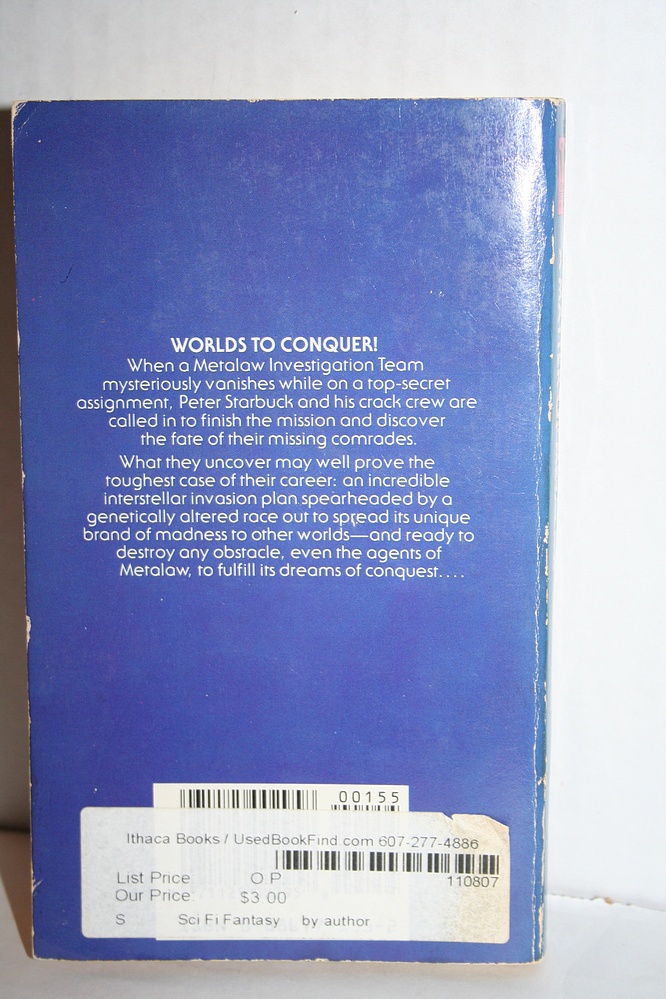 WORLDS TO CONQUER!
When a Metalaw Investigation Team
mysteriously vanishes while on a top-secret
assignment, Peter Starbuck and his crack crew are
called in to finish the mission and discover
the fate of their missing comrades.
What they uncover may well prove the
toughest case of their career: an incredible
interstellar invasion plan spearheaded by a
genetically altered race out to spread its unique
brand of madness to other worlds—and ready to
destroy any obstacle, even the agents of
Metalaw, to fulfill its dreams of conquest....
00155
Ithaca Books / UsedBookFind.com 607-277-4886
110807
List Price O.P.
Our Price $3.00
S Sci Fi Fantasy by author